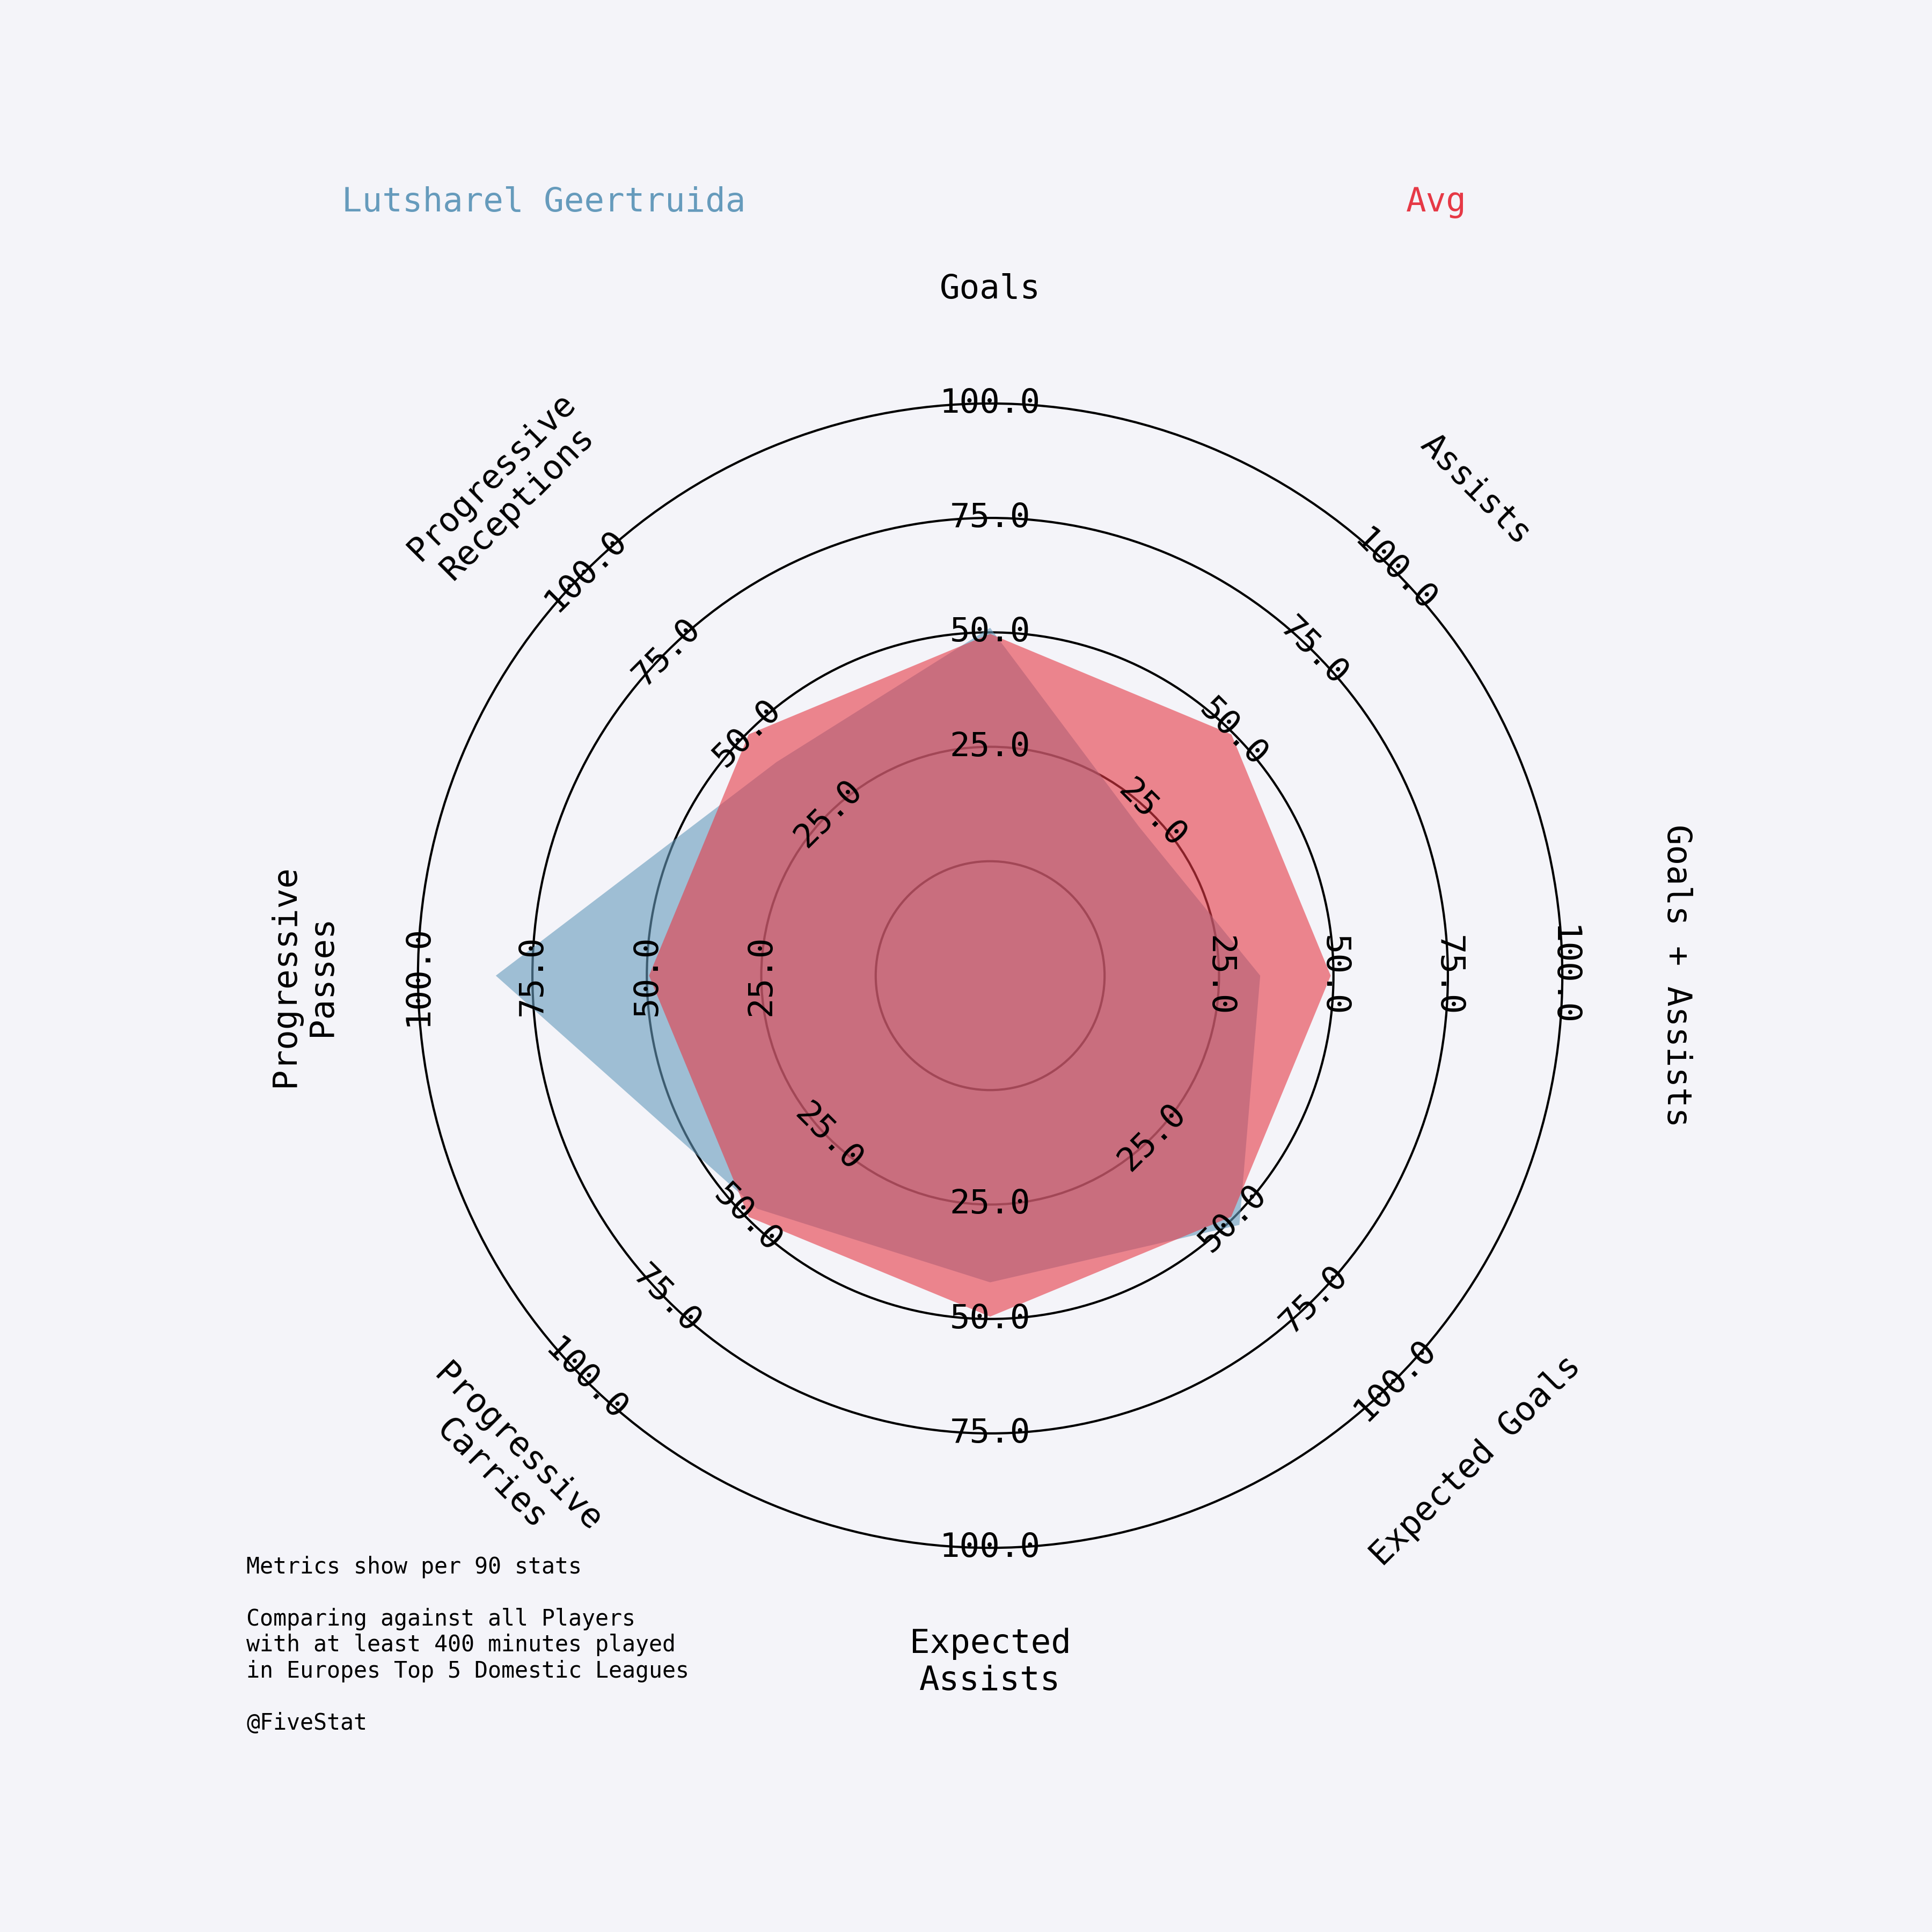 Lutsharel Geertruida
Avg
Goals
Assists
Goals + Assists
Expected Goals
Expected
Assists
Progressive
Carries
Progressive
Passes
Progressive
Receptions
25.0
50.0
75.0
100.0
25.0
50.0
75.0
100.0
25.0
50.0
75.0
100.0
25.0
50.0
75.0
100.0
25.0
50.0
75.0
100.0
25.0
50.0
75.0
100.0
25.0
50.0
75.0
100.0
25.0
50.0
75.0
100.0
Metrics show per 90 stats
Comparing against all Players
with at least 400 minutes played
in Europes Top 5 Domestic Leagues
@FiveStat